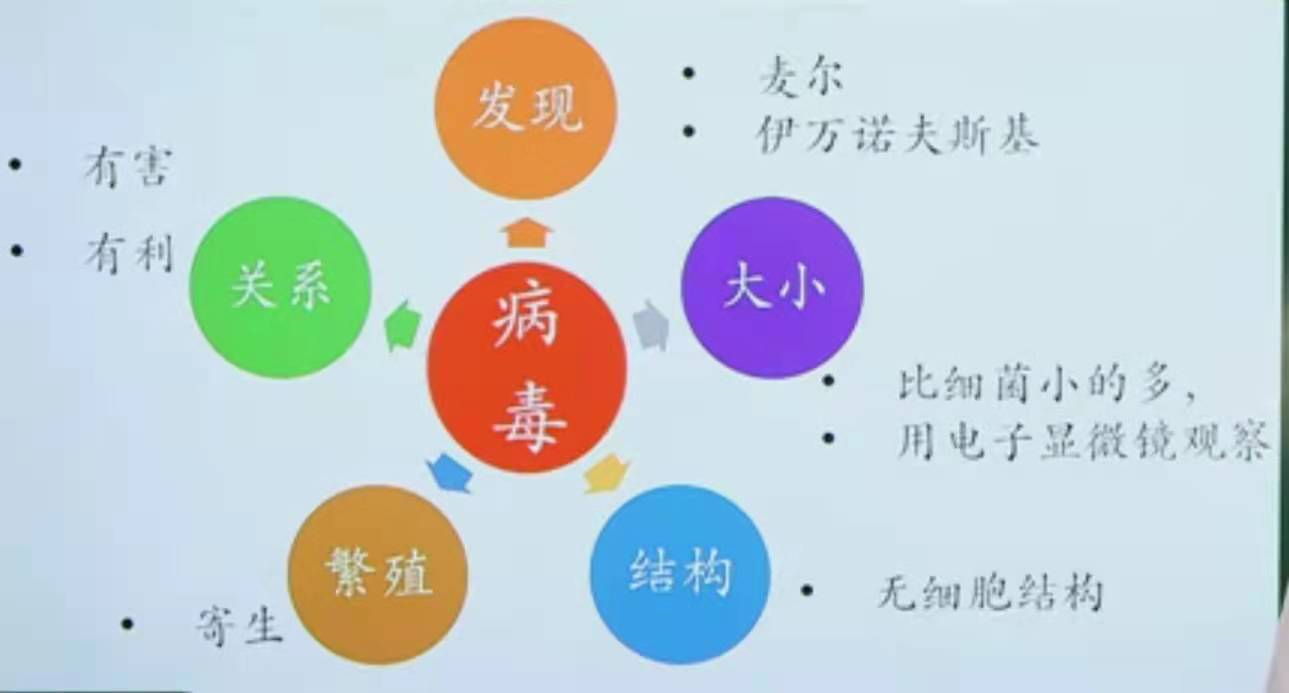 发现
麦尔
伊万诺夫斯基
有害
有利
关系
大小
病
毒
比细菌小的多，
用电子显微镜观察
繁殖
寄生
结构
无细胞结构